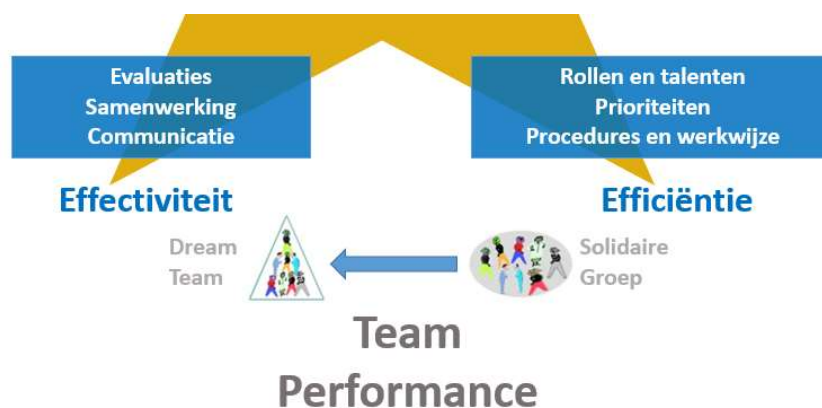 Evaluaties
Samenwerking
Communicatie
Rollen en talenten
Prioriteiten
Procedures en werkwijze
Effectiviteit
Efficiëntie
Dream
Team
Solidaire
Groep
Team
Performance